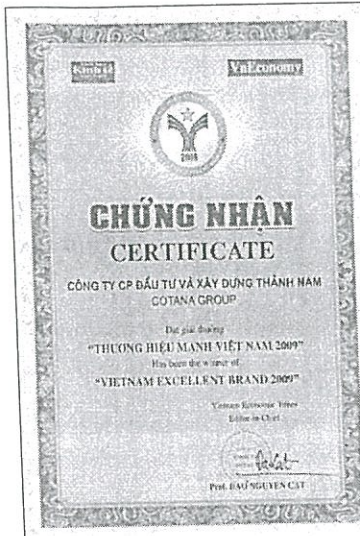 Kinh tế
VnEconomy
2009
CHỨNG NHẬN
CERTIFICATE
CÔNG TY CP ĐẦU TƯ VÀ XÂY DỰNG THÀNH NAM
COTANA GROUP
Đạt giải thưởng
"THƯƠNG HIỆU MẠNH VIỆT NAM 2009"
Has been the winner of
"VIETNAM EXCELLENT BRAND 2009"
Vietnam Economic Times
Editor-in-Chief
Prof. ĐÀO NGUYÊN CÁT